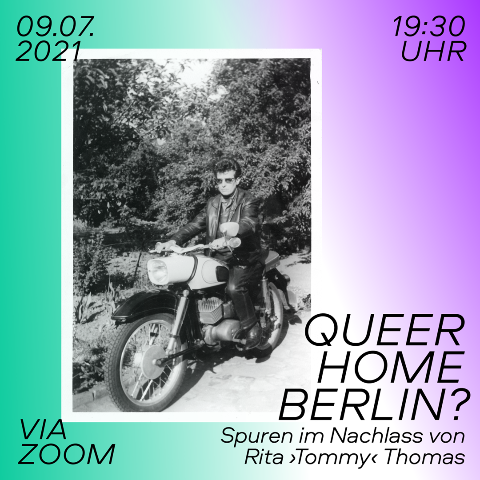 09.07.
2021
19:30
UHR
QUEER
HOME
BERLIN?
Spuren im Nachlass von
Rita ›Tommy‹ Thomas
VIA
ZOOM